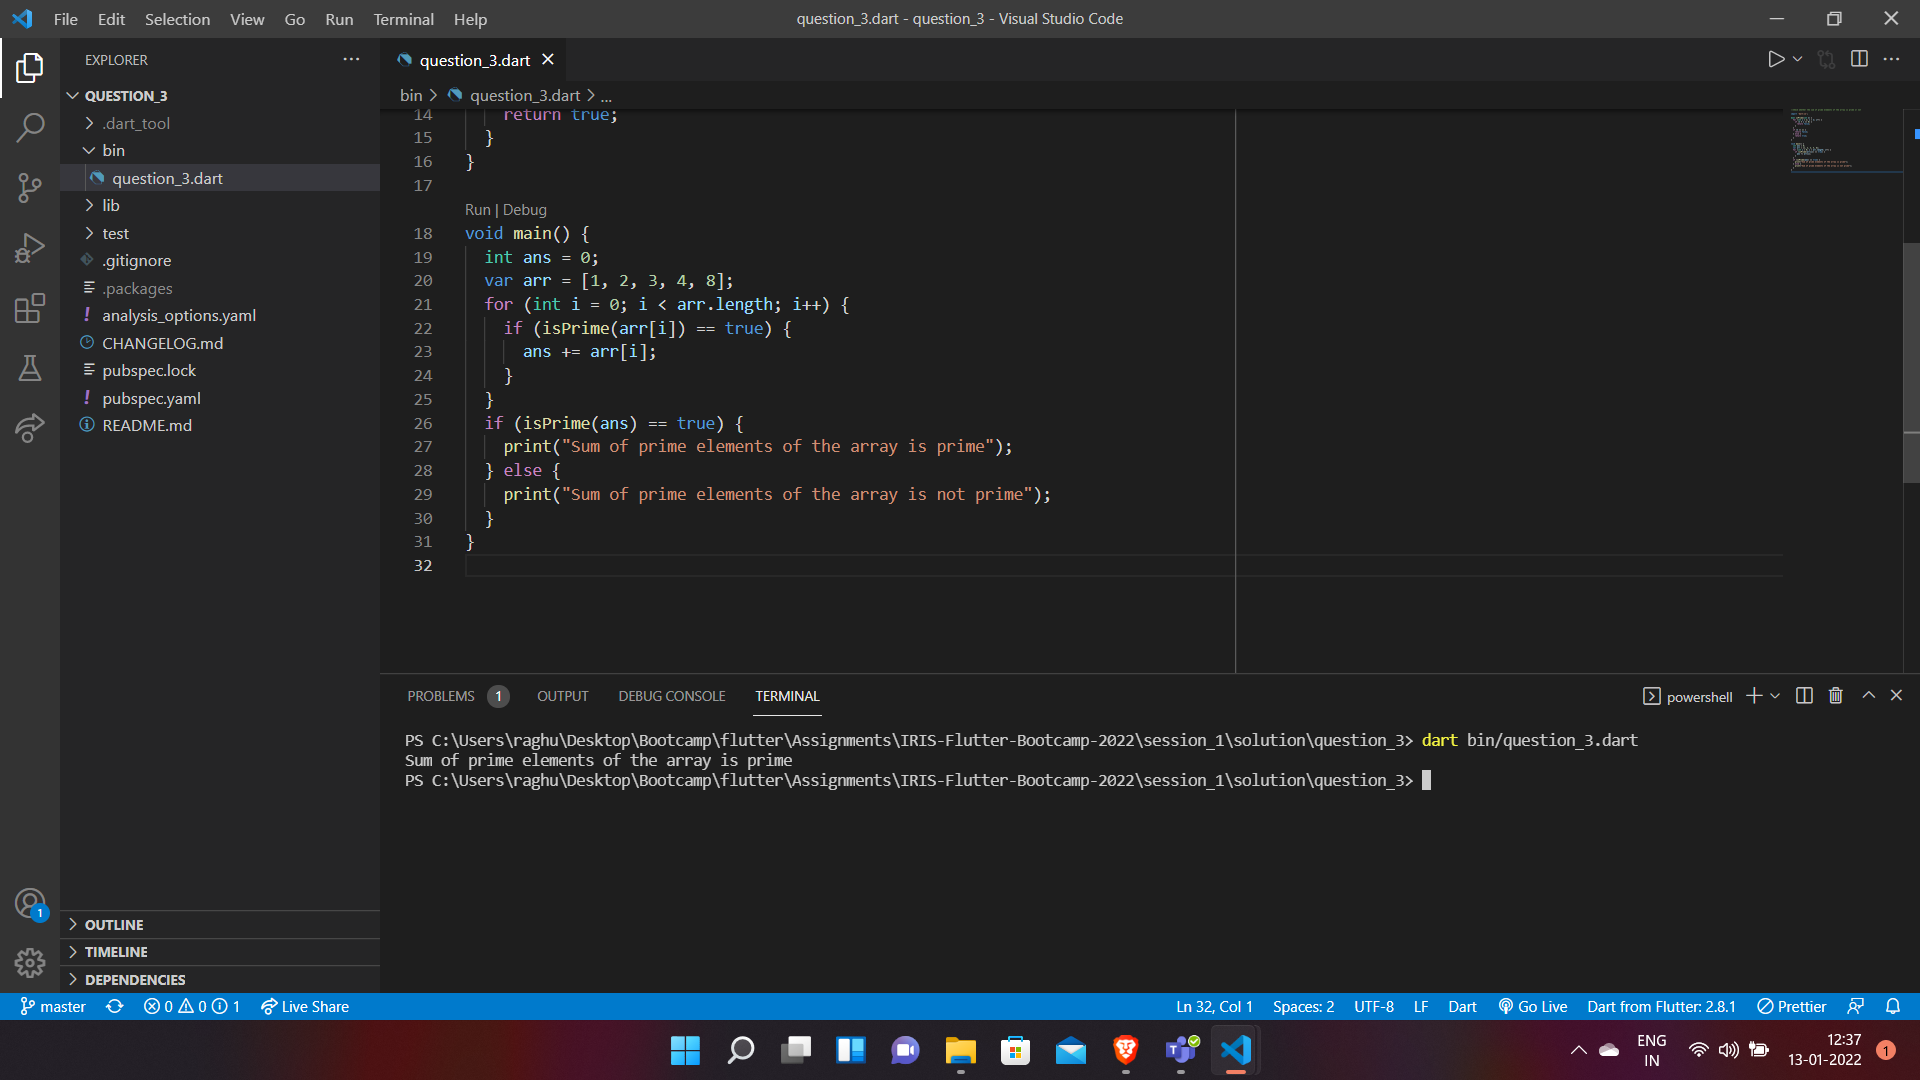 File Edit Selection View Go Run Terminal Help
question_3.dart - question_3 - Visual Studio Code
EXPLORER
QUESTION_3
.dart_tool
bin
question_3.dart
lib
test
.gitignore
.packages
analysis_options.yaml
CHANGELOG.md
pubspec.lock
pubspec.yaml
README.md
OUTLINE
TIMELINE
DEPENDENCIES
question_3.dart
bin > question_3.dart > ...
14 return true;
15 }
16 }
17
Run | Debug
18 void main() {
19 int ans = 0;
20 var arr = [1, 2, 3, 4, 8];
21 for (int i = 0; i < arr.length; i++) {
22 if (isPrime(arr[i]) == true) {
23 ans += arr[i];
24 }
25 }
26 if (isPrime(ans) == true) {
27 print("Sum of prime elements of the array is prime");
28 } else {
29 print("Sum of prime elements of the array is not prime");
30 }
31 }
32
PROBLEMS 1 OUTPUT DEBUG CONSOLE TERMINAL
powershell
PS C:\Users\raghu\Desktop\Bootcamp\flutter\Assignments\IRIS-Flutter-Bootcamp-2022\session_1\solution\question_3> dart bin/question_3.dart
Sum of prime elements of the array is prime
PS C:\Users\raghu\Desktop\Bootcamp\flutter\Assignments\IRIS-Flutter-Bootcamp-2022\session_1\solution\question_3>
1
master 0 0 1 Live Share
Ln 32, Col 1 Spaces: 2 UTF-8 LF Dart Go Live Dart from Flutter: 2.8.1 Prettier
ENG
IN
12:37
13-01-2022
1